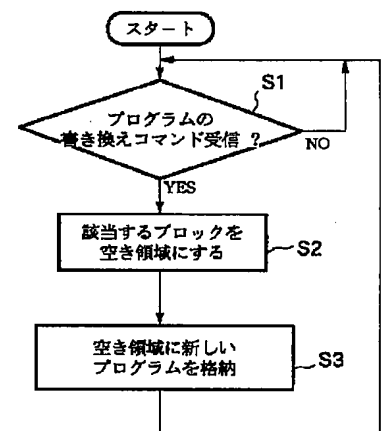 スタート
S1
プログラムの
書き換えコマンド受信 ?
NO
YES
該当するブロックを
空き領域にする
S2
空き領域に新しい
プログラムを格納
S3